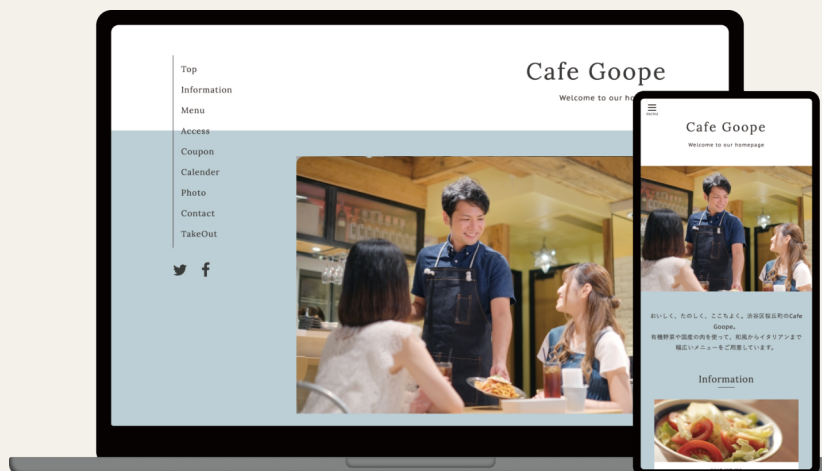 Top
Information
Menu
Access
Coupon
Calender
Photo
Contact
TakeOut
Cafe Goope
Welcome to our ho
menu
Cafe Goope
Welcome to our homepage
おいしく、たのしく、ここちよく。渋谷区桜丘町のCafe
Goope。
有機野菜や国産の肉を使って、和風からイタリアンまで
幅広いメニューをご用意しています。
Information